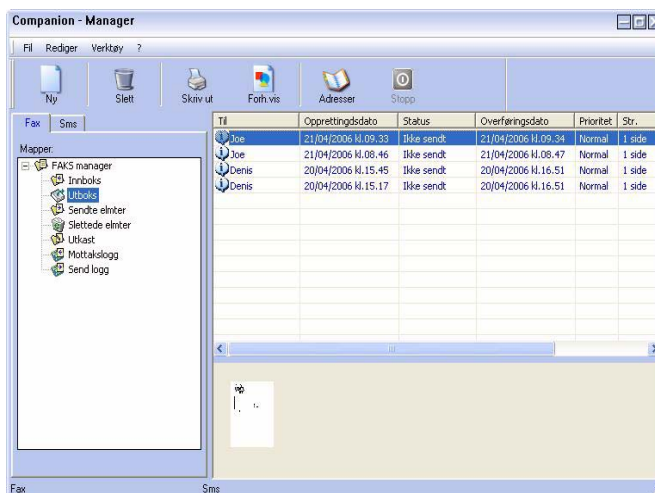 Companion - Manager
Fil Rediger Verktøy ?
Ny Slett Skriv ut Forh.vis Adresser Stopp
Fax Sms
Mapper:
FAKS manager
Innboks
Utboks
Sendte elmter
Slettede elmter
Utkast
Mottakslogg
Send logg
Til Opprettingsdato Status Overføringsdato Prioritet Str.
Joe 21/04/2006 kl.09.33 Ikke sendt 21/04/2006 kl.09.34 Normal 1 side
Joe 21/04/2006 kl.08.46 Ikke sendt 21/04/2006 kl.08.47 Normal 1 side
Denis 20/04/2006 kl.15.45 Ikke sendt 20/04/2006 kl.16.51 Normal 1 side
Denis 20/04/2006 kl.15.17 Ikke sendt 20/04/2006 kl.16.51 Normal 1 side
Fax Sms